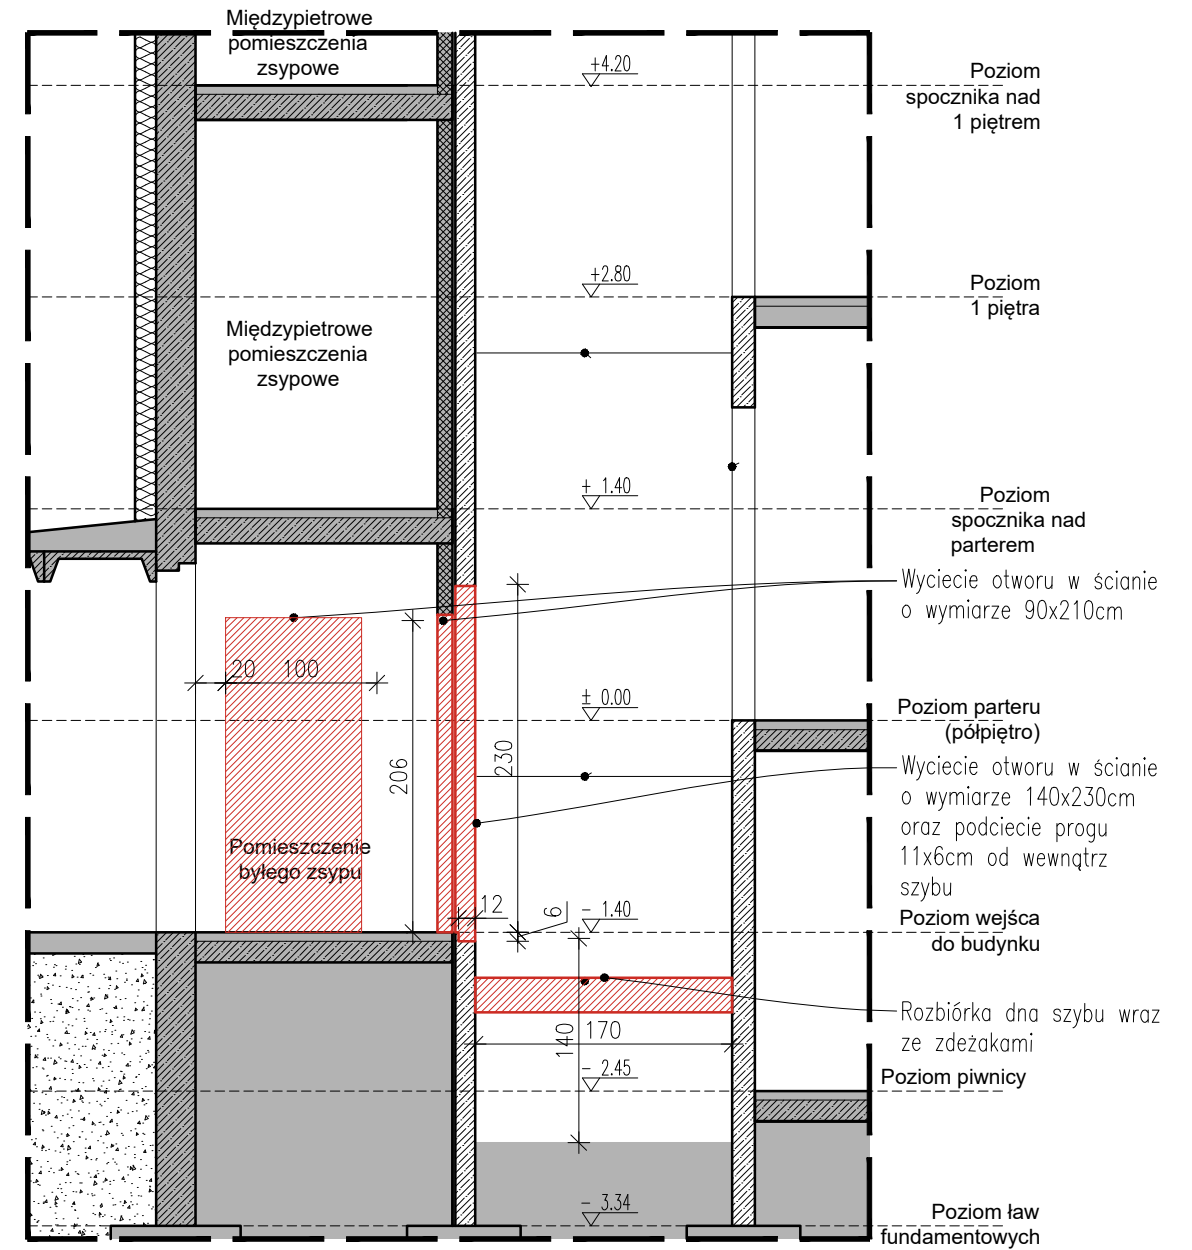 Międzypietrowe
pomieszczenia
zsypowe
+4.20
Poziom
spocznika nad
1 piętrem
+2.80
Poziom
1 piętra
Międzypietrowe
pomieszczenia
zsypowe
+ 1.40
Poziom
spocznika nad
parterem
Wyciecie otworu w ścianie
o wymiarze 90x210cm
20 100
± 0.00
Poziom parteru
(półpiętro)
206
230
Wyciecie otworu w ścianie
o wymiarze 140x230cm
oraz podciecie progu
11x6cm od wewnątrz
szybu
Pomieszczenie
byłego zsypu
12
6
- 1.40
Poziom wejśca
do budynku
Rozbiórka dna szybu wraz
ze zdeżakami
140
170
- 2.45
Poziom piwnicy
- 3.34
Poziom ław
fundamentowych